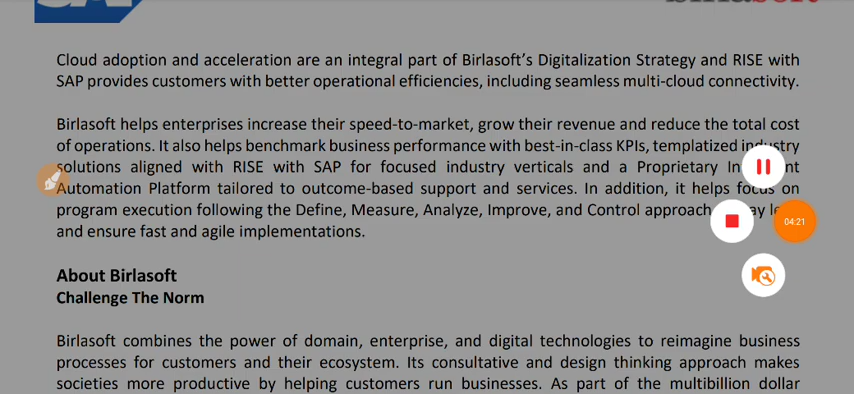 Cloud adoption and acceleration are an integral part of Birlasoft's Digitalization Strategy and RISE with
SAP provides customers with better operational efficiencies, including seamless multi-cloud connectivity.
Birlasoft helps enterprises increase their speed-to-market, grow their revenue and reduce the total cost
of operations. It also helps benchmark business performance with best-in-class KPIs, templatized industry
solutions aligned with RISE with SAP for focused industry verticals and a Proprietary
Automation Platform tailored to outcome-based support and services. In addition, it helps focus on
program execution following the Define, Measure, Analyze, Improve, and Control approach
and ensure fast and agile implementations.
04:21
About Birlasoft
Challenge The Norm
Birlasoft combines the power of domain, enterprise, and digital technologies to reimagine business
processes for customers and their ecosystem. Its consultative and design thinking approach makes
societies more productive by helping customers run businesses. As part of the multibillion dollar